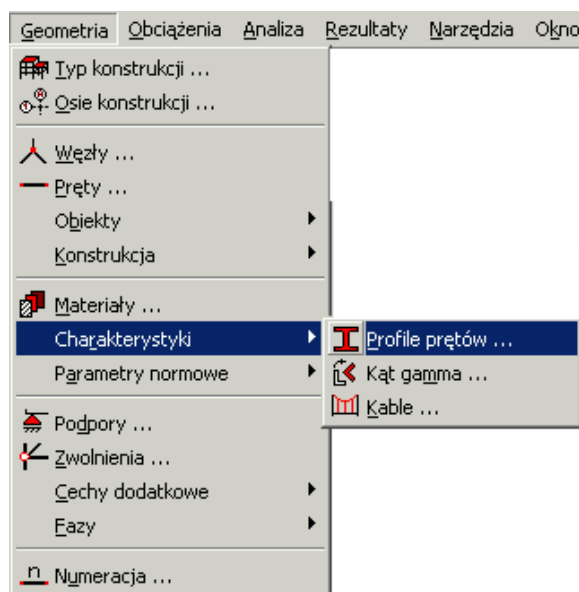 Geometria Obciążenia Analiza Rezultaty Narzędzia Okno
Typ konstrukcji ...
Osie konstrukcji ...
Węzły ...
Pręty ...
Obiekty
Konstrukcja
Materiały ...
Charakterystyki
Profile prętów ...
Parametry normowe
Kąt gamma ...
Kable ...
Podpory ...
Zwolnienia ...
Cechy dodatkowe
Fazy
n Numeracja ...